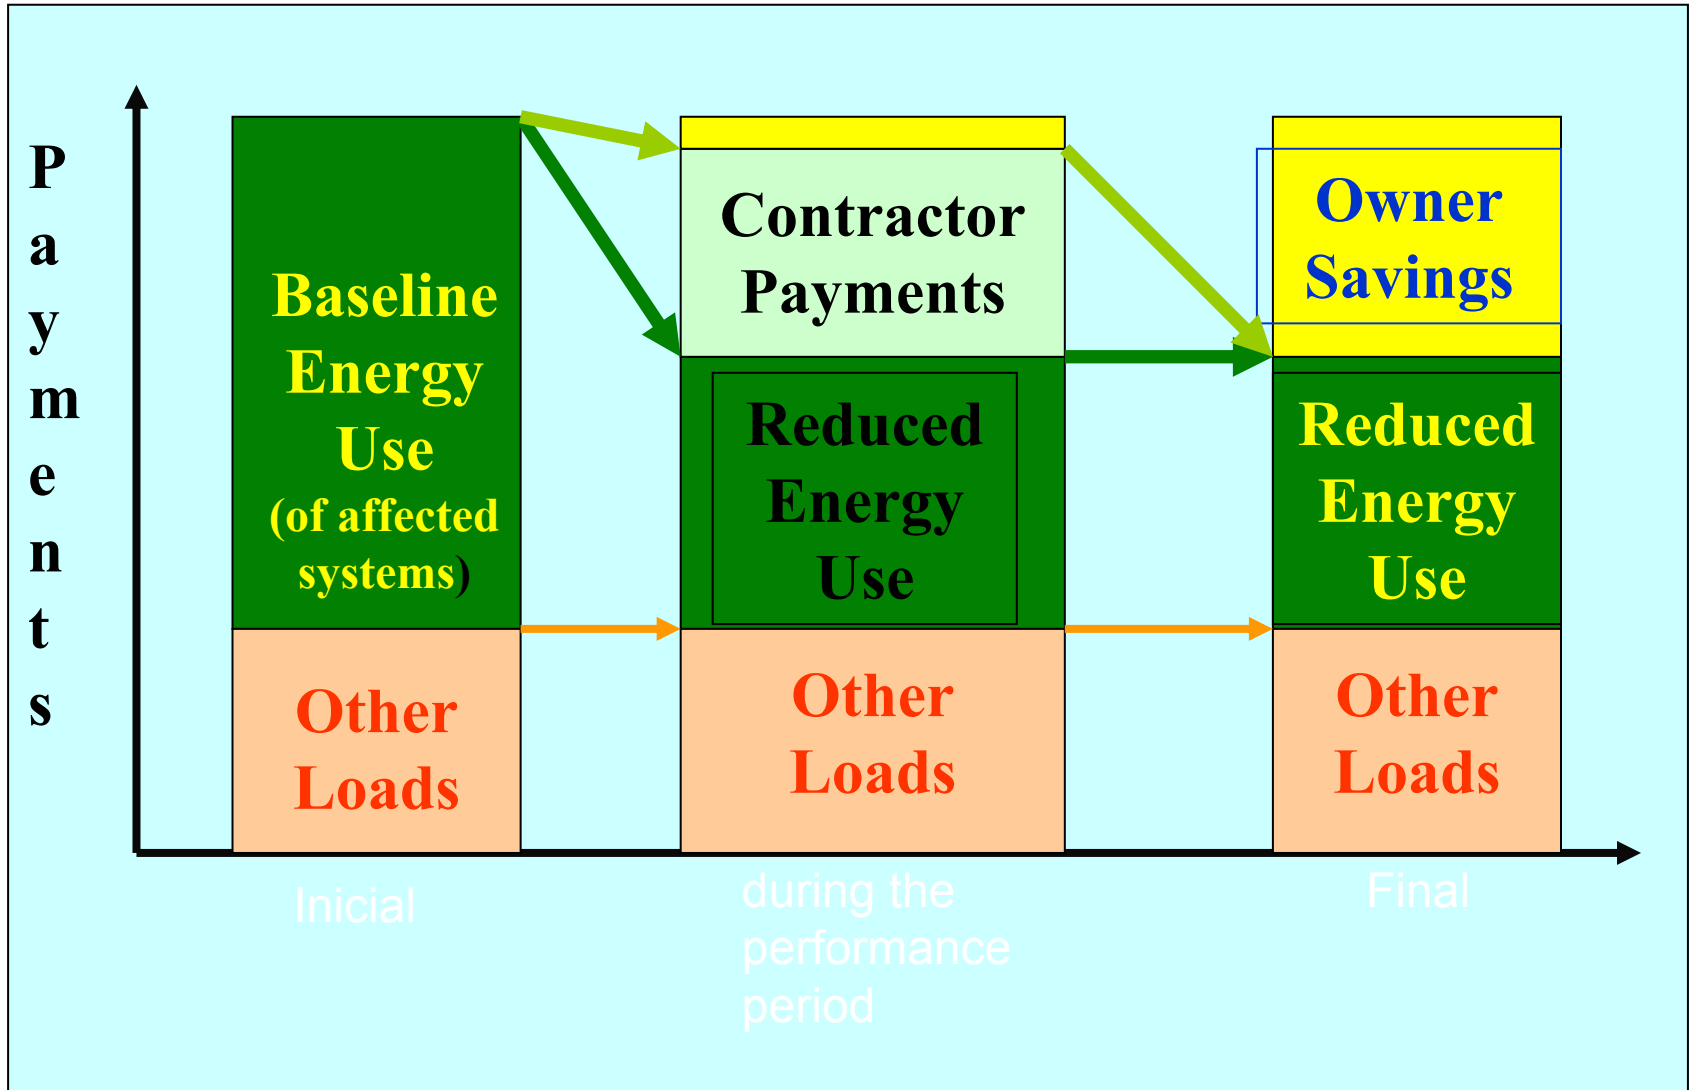 Payments
Baseline
Energy
Use
(of affected
systems)
Other
Loads
Contractor
Payments
Reduced
Energy
Use
Other
Loads
Owner
Savings
Reduced
Energy
Use
Other
Loads
Inicial
during the
performance
period
Final